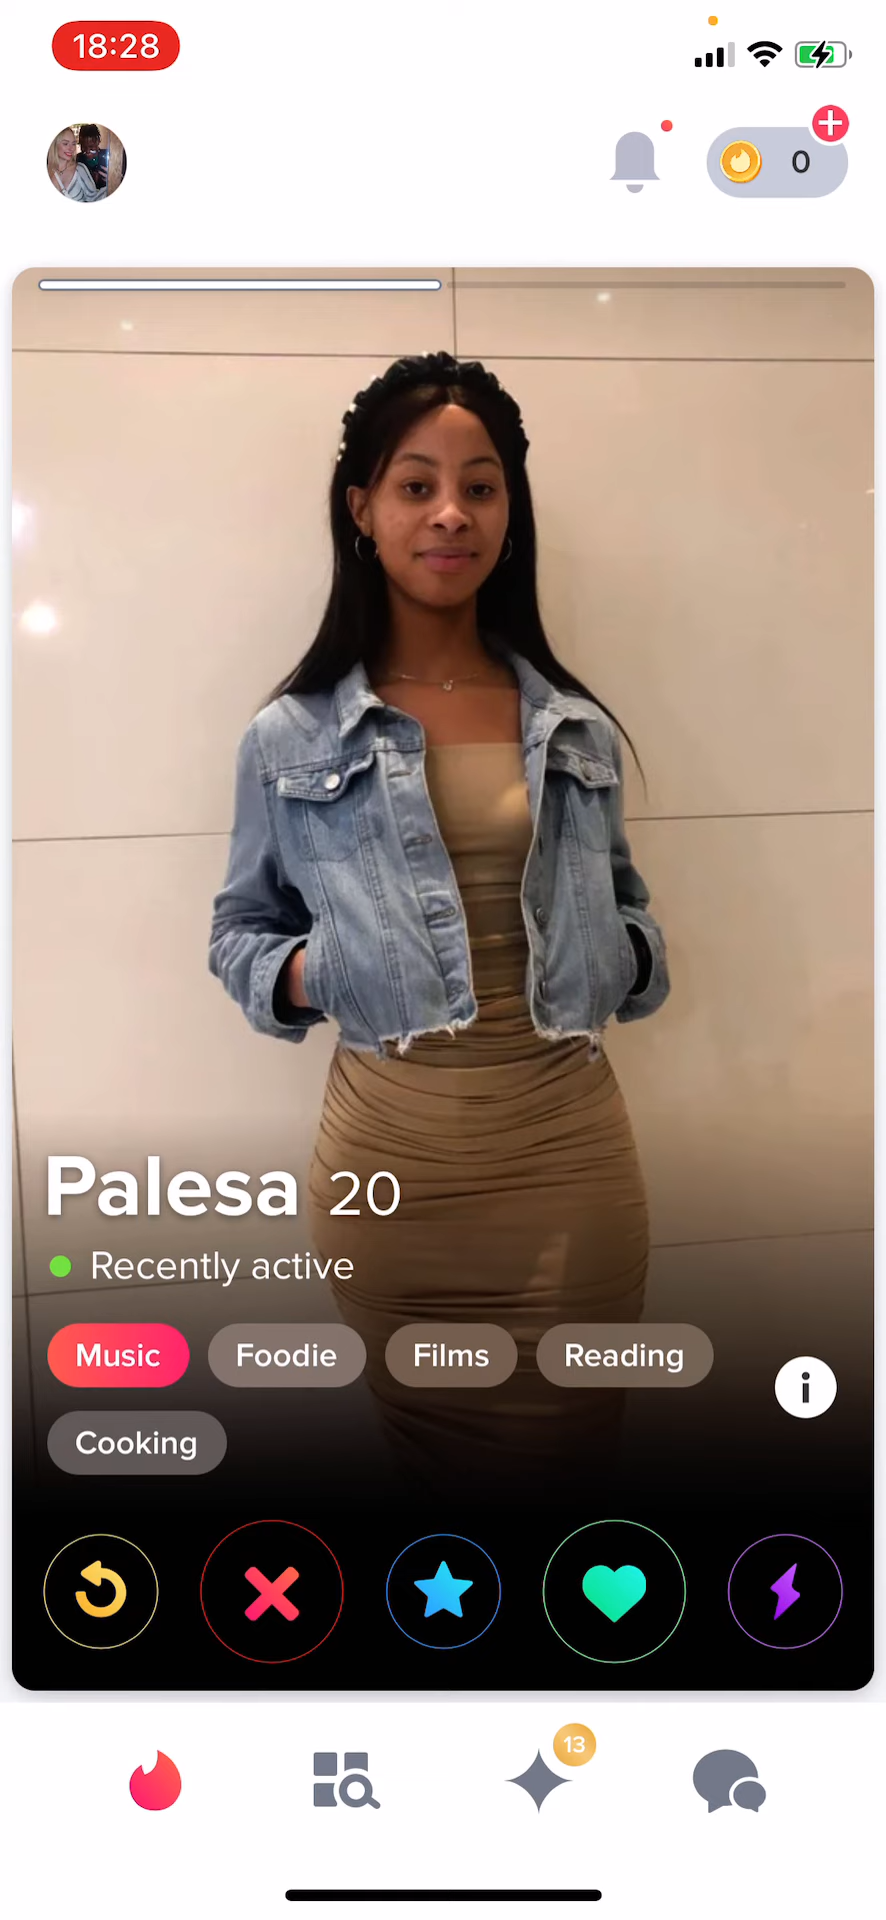 18:28
0
Palesa 20
Recently active
Music Foodie Films Reading
Cooking
13